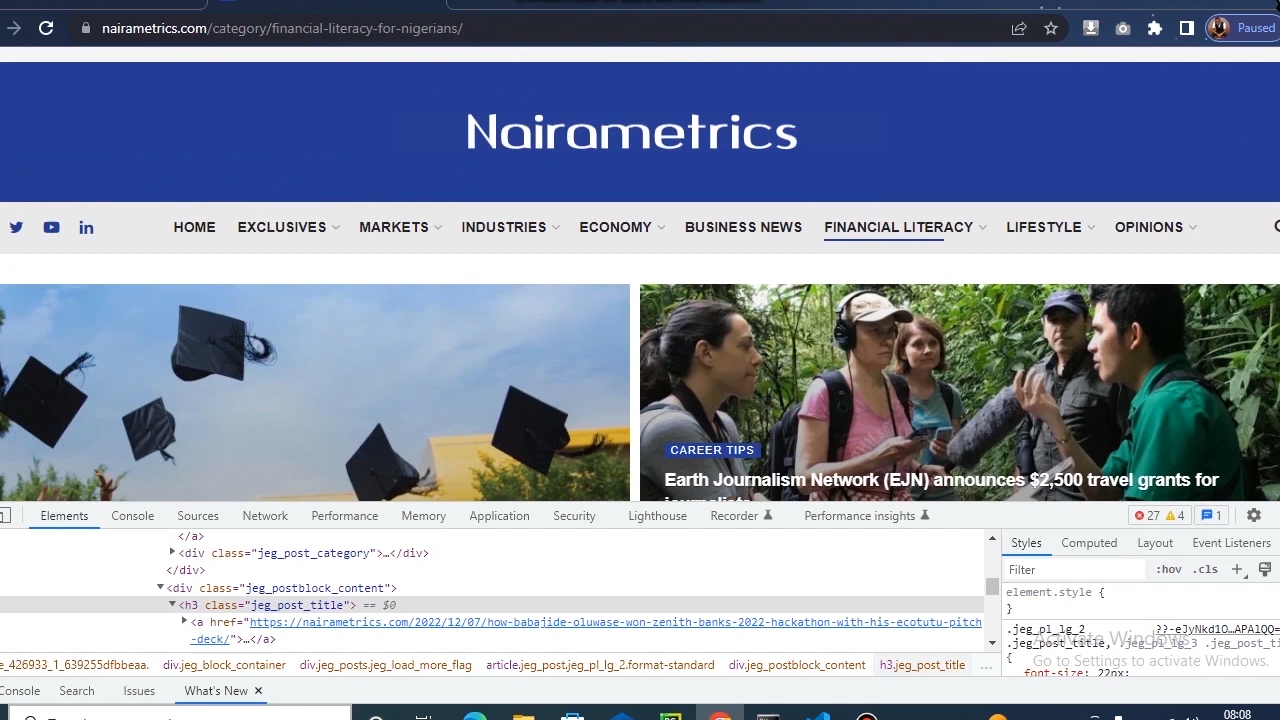 nairametrics.com/category/financial-literacy-for-nigerians/
Paused
Nairametrics
HOME EXCLUSIVES MARKETS INDUSTRIES ECONOMY BUSINESS NEWS FINANCIAL LITERACY LIFESTYLE OPINIONS
CAREER TIPS
Earth Journalism Network (EJN) announces $2,500 travel grants for
Elements Console Sources Network Performance Memory Application Security Lighthouse Recorder Performance insights 27 4 1
</a>
<div class="jeg_post_category">…</div>
</div>
<div class="jeg_postblock_content">
<h3 class="jeg_post_title"> == $0
<a href="https://nairametrics.com/2022/12/07/how-babajide-oluwase-won-zenith-banks-2022-hackathon-with-his-ecotutu-pitch
-deck/">…</a>
Styles Computed Layout Event Listeners
Filter :hov .cls
element.style {
}
.jeg_pl_lg_2 ??-eJyNkd1O…APAlQQ=
.jeg_post_title, .jeg_pl_lg_3 .jeg_post_ti
{
font-size: 22px;
Activate Windows
Go to Settings to activate Windows.
e_426933_1_639255dfbbeaa. div.jeg_block_container div.jeg_posts.jeg_load_more_flag article.jeg_post.jeg_pl_lg_2.format-standard div.jeg_postblock_content h3.jeg_post_title ...
Console Search Issues What's New ×
08:08